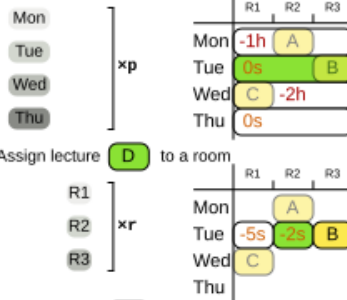 R1 R2 R3
Mon
Mon -1h A
Tue
Tue 0s B
×p
Wed
Wed C -2h
Thu
Thu 0s
Assign lecture D to a room
R1 R2 R3
R1
Mon A
R2
×r
Tue -5s -2s B
R3
Wed C
Thu